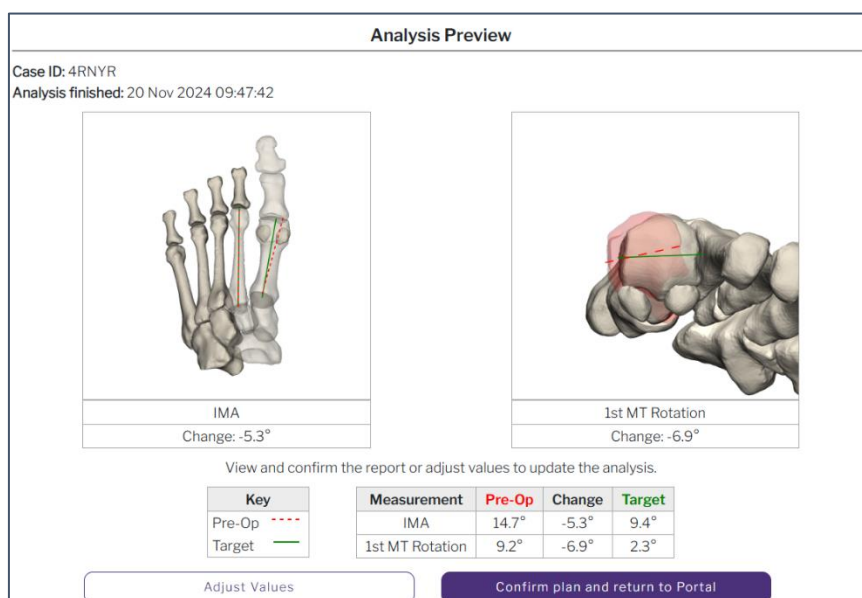 Analysis Preview
Case ID: 4RNYR
Analysis finished: 20 Nov 2024 09:47:42
IMA
Change: -5.3°
1st MT Rotation
Change: -6.9°
View and confirm the report or adjust values to update the analysis.
Key
Pre-Op
Target
Measurement Pre-Op Change Target
IMA 14.7° -5.3° 9.4°
1st MT Rotation 9.2° -6.9° 2.3°
Adjust Values
Confirm plan and return to Portal